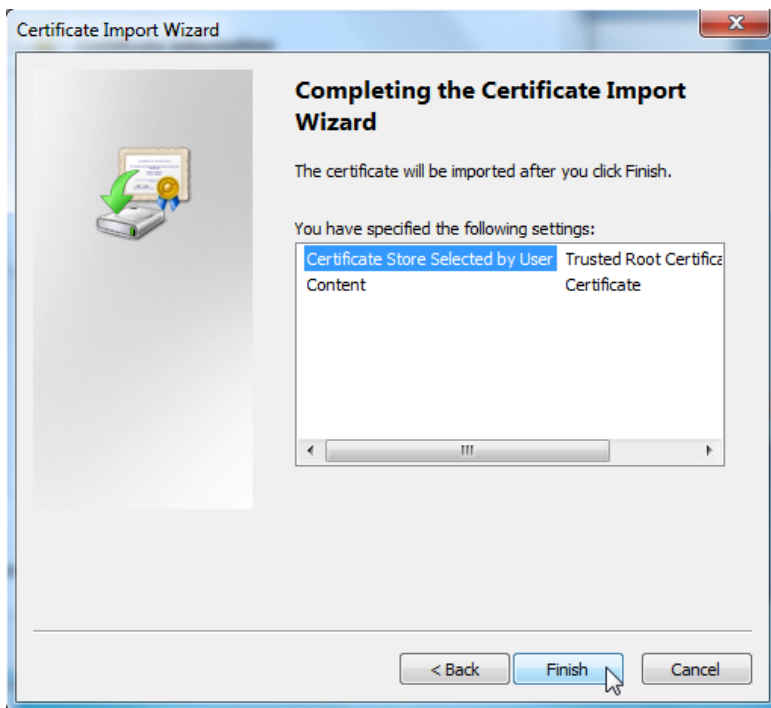 Certificate Import Wizard
Completing the Certificate Import
Wizard
The certificate will be imported after you click Finish.
You have specified the following settings:
Certificate Store Selected by User Trusted Root Certifica
Content Certificate
< Back Finish Cancel